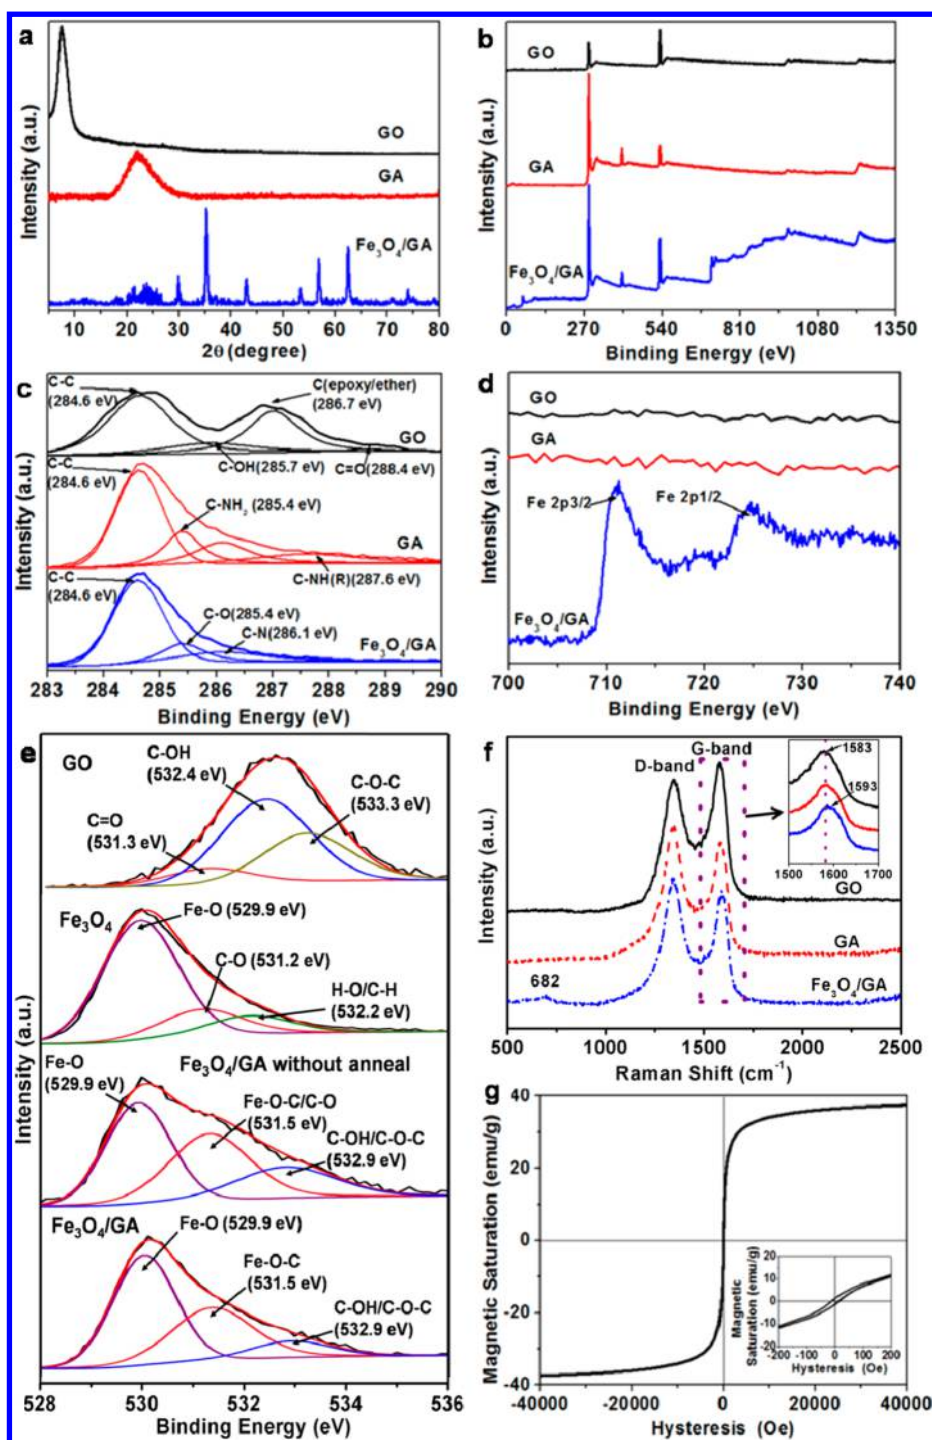 a
GO
GA
Fe₃O₄/GA
Intensity (a.u.)
10 20 30 40 50 60 70 80
2θ (degree)
b
GO
GA
Fe₃O₄/GA
Intensity (a.u.)
0 270 540 810 1080 1350
Binding Energy (eV)
c
C-C
(284.6 eV)
C(epoxy/ether)
(286.7 eV)
GO
C-OH(285.7 eV) C=O(288.4 eV)
C-C
(284.6 eV)
C-NH₂ (285.4 eV)
GA
C-NH(R)(287.6 eV)
C-C
(284.6 eV)
C-O(285.4 eV)
C-N(286.1 eV)
Fe₃O₄/GA
Intensity (a.u.)
283 284 285 286 287 288 289 290
Binding Energy (eV)
d
GO
GA
Fe 2p3/2
Fe 2p1/2
Fe₃O₄/GA
Intensity (a.u.)
700 710 720 730 740
Binding Energy (eV)
e
GO
C-OH
(532.4 eV)
C-O-C
(533.3 eV)
C=O
(531.3 eV)
Fe₃O₄
Fe-O (529.9 eV)
C-O (531.2 eV)
H-O/C-H
(532.2 eV)
Fe₃O₄/GA without anneal
Fe-O
(529.9 eV)
Fe-O-C/C-O
(531.5 eV)
C-OH/C-O-C
(532.9 eV)
Fe₃O₄/GA
Fe-O (529.9 eV)
Fe-O-C
(531.5 eV)
C-OH/C-O-C
(532.9 eV)
Intensity (a.u.)
528 530 532 534 536
Binding Energy (eV)
f
D-band
G-band
1583
1593
1500 1600 1700
GO
GA
682
Fe₃O₄/GA
Intensity (a.u.)
500 1000 1500 2000 2500
Raman Shift (cm⁻¹)
g
Magnetic Saturation (emu/g)
40
20
0
-20
-40
-40000 -20000 0 20000 40000
Hysteresis (Oe)
Magnetic
Saturation (emu/g)
20
10
0
-10
-20
-200 -100 0 100 200
Hysteresis (Oe)